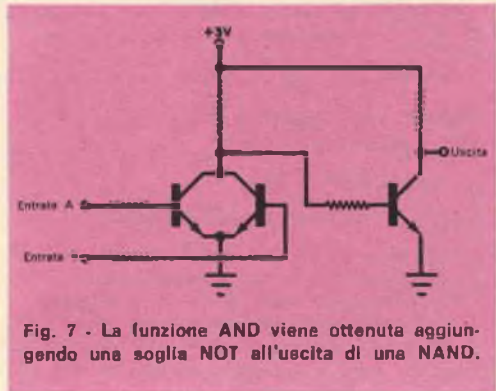 +3V
Uscita
Entrata A
Entrata
Fig. 7 - La funzione AND viene ottenuta aggiun-
gendo una soglia NOT all'uscita di una NAND.